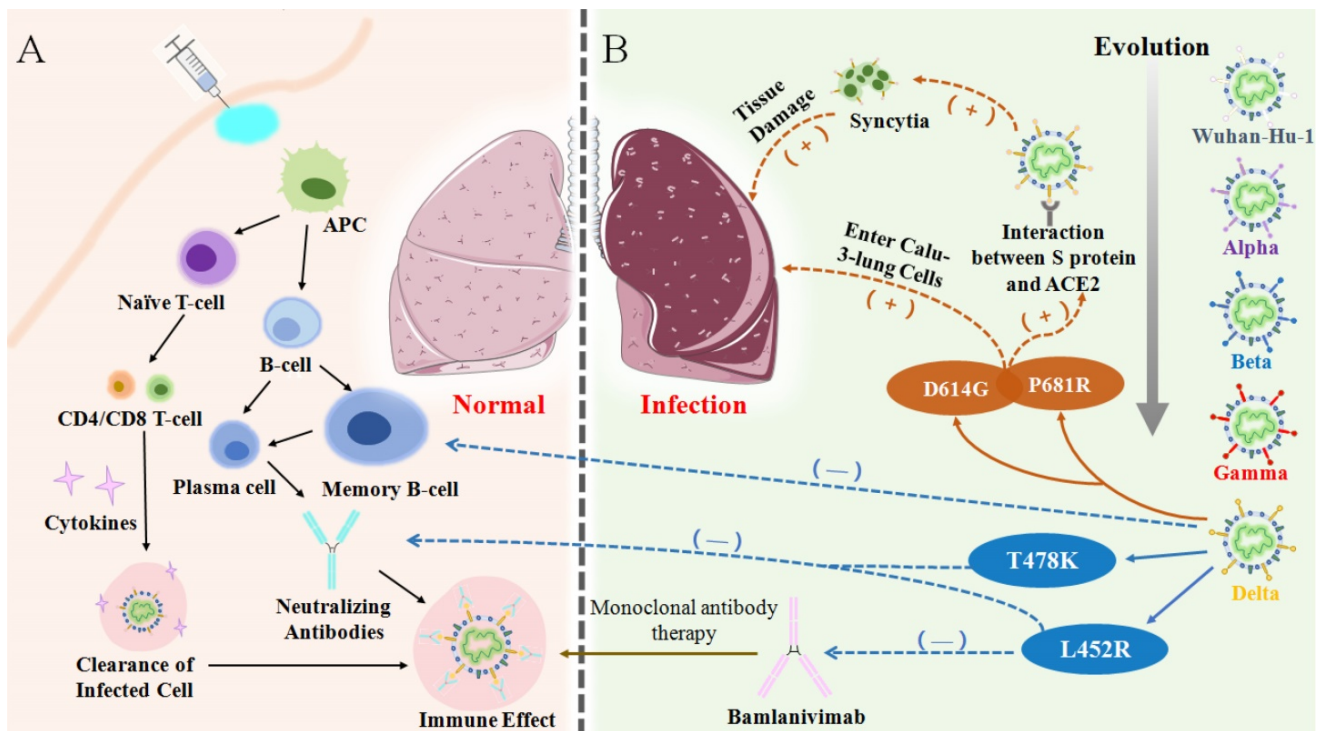 A
APC
Naïve T-cell
B-cell
CD4/CD8 T-cell
Plasma cell
Memory B-cell
Cytokines
Neutralizing
Antibodies
Clearance of
Infected Cell
Immune Effect
Normal
B
Infection
Evolution
Wuhan-Hu-1
Alpha
Beta
Gamma
Delta
Tissue
Damage
(+)
Syncytia
(+)
Interaction
between S protein
and ACE2
Enter Calu-
3-lung Cells
(+)
(+)
D614G
P681R
(—)
(—)
T478K
L452R
(—)
Monoclonal antibody
therapy
Bamlanivimab